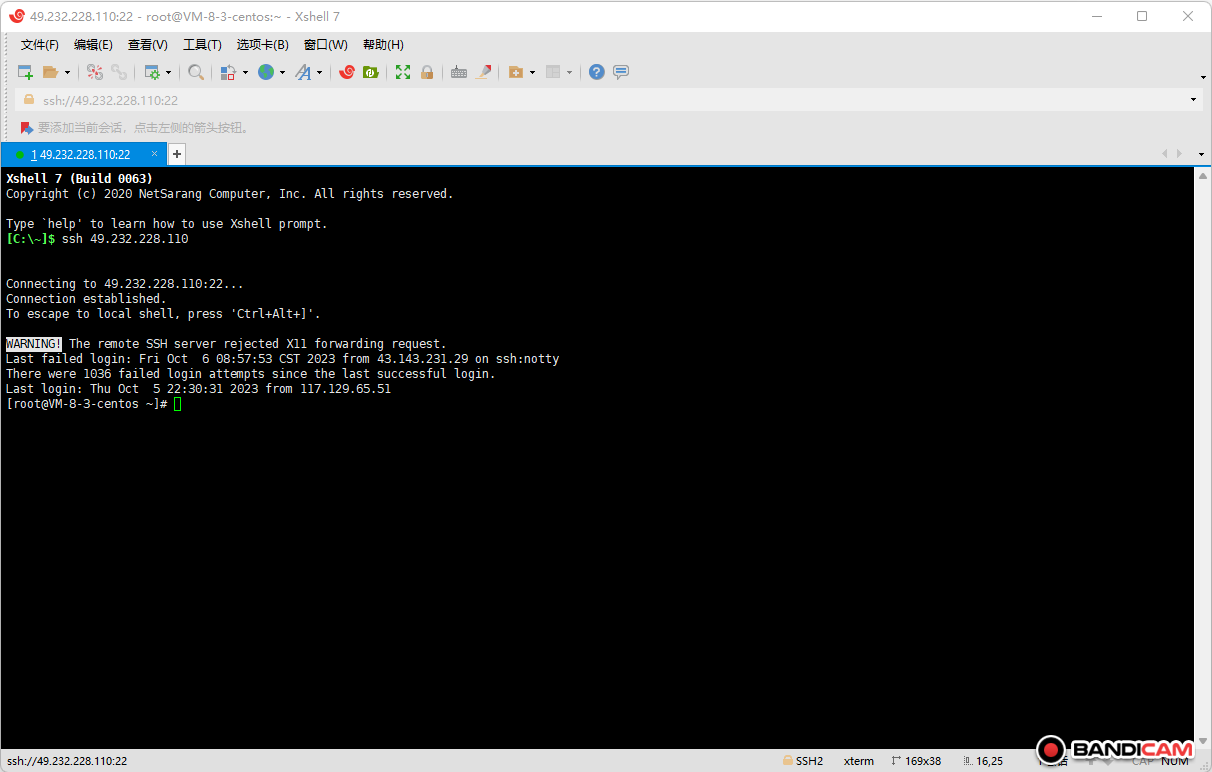 49.232.228.110:22 - root@VM-8-3-centos:~ - Xshell 7
文件(F) 编辑(E) 查看(V) 工具(T) 选项卡(B) 窗口(W) 帮助(H)
ssh://49.232.228.110:22
要添加当前会话，点击左侧的箭头按钮。
1 49.232.228.110:22
Xshell 7 (Build 0063)
Copyright (c) 2020 NetSarang Computer, Inc. All rights reserved.
Type `help' to learn how to use Xshell prompt.
[C:\~]$ ssh 49.232.228.110
Connecting to 49.232.228.110:22...
Connection established.
To escape to local shell, press 'Ctrl+Alt+]'.
WARNING! The remote SSH server rejected X11 forwarding request.
Last failed login: Fri Oct  6 08:57:53 CST 2023 from 43.143.231.29 on ssh:notty
There were 1036 failed login attempts since the last successful login.
Last login: Thu Oct  5 22:30:31 2023 from 117.129.65.51
[root@VM-8-3-centos ~]#
BANDICAM
ssh://49.232.228.110:22 SSH2 xterm 169x38 16,25 CAP NUM